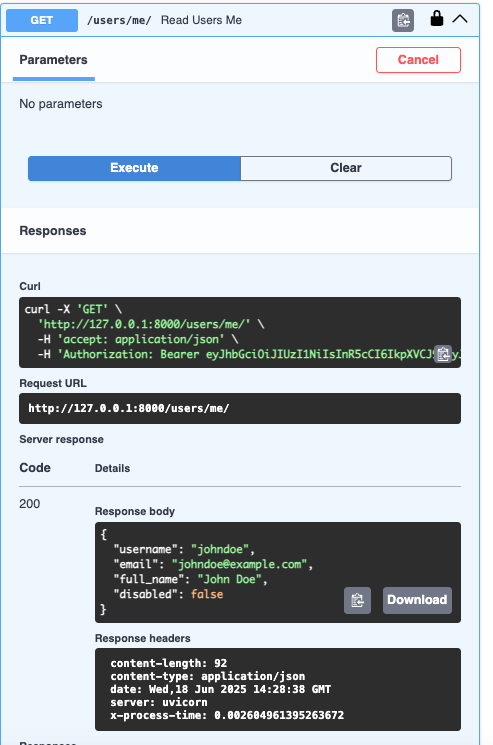 GET /users/me/ Read Users Me
Parameters
Cancel
No parameters
Execute
Clear
Responses
Curl
curl -X 'GET' \
'http://127.0.0.1:8000/users/me/' \
-H 'accept: application/json' \
-H 'Authorization: Bearer eyJhbGciOiJIUzI1NiIsInR5cCI6IkpXVCJ9
Request URL
http://127.0.0.1:8000/users/me/
Server response
Code Details
200
Response body
{
"username": "johndoe",
"email": "johndoe@example.com",
"full_name": "John Doe",
"disabled": false
}
Download
Response headers
content-length: 92
content-type: application/json
date: Wed,18 Jun 2025 14:28:38 GMT
server: uvicorn
x-process-time: 0.002604961395263672
Responses